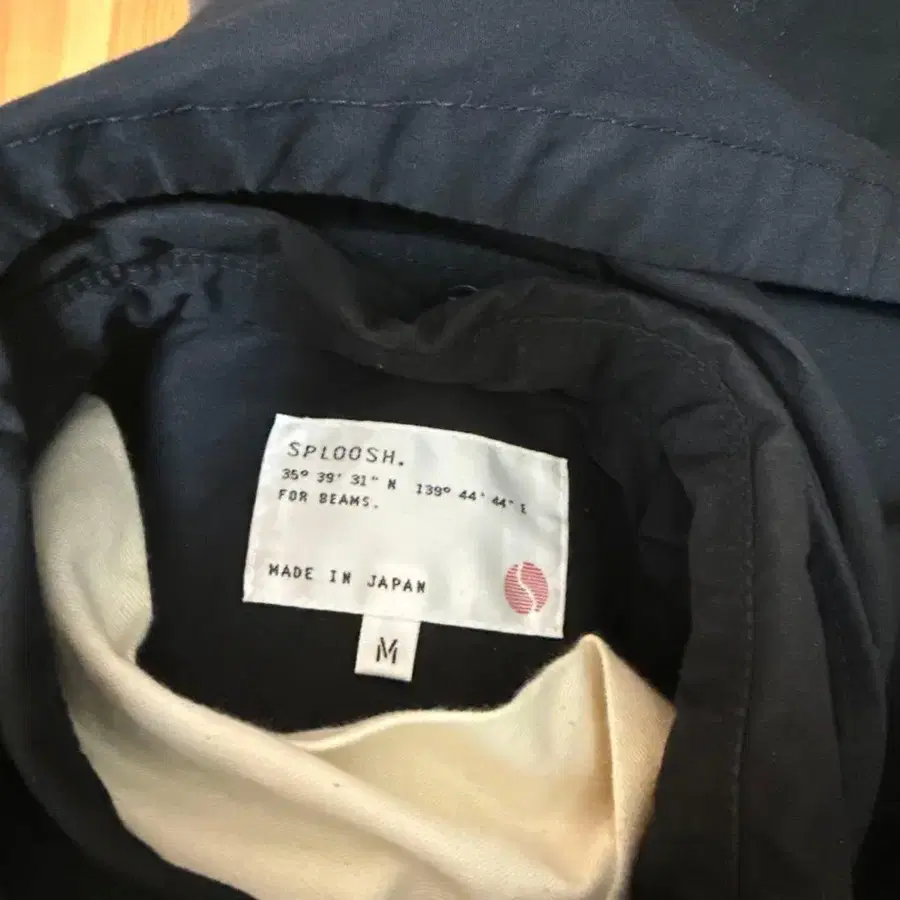 SPLOOSH.
35° 39' 31" N 139° 44' 44" E
FOR BEAMS.
MADE IN JAPAN
M